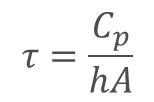 τ = C_p / hA